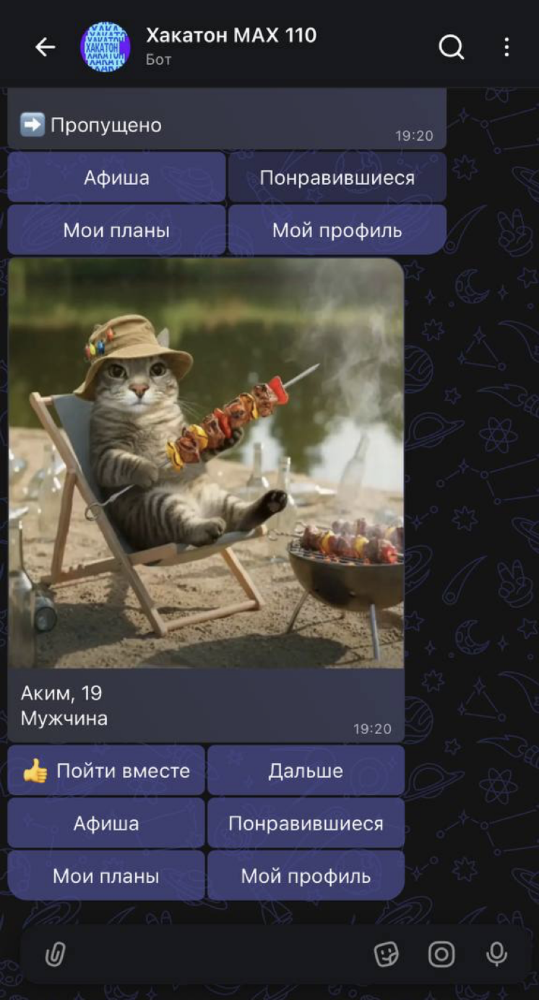 ХАКАТОН
Хакатон MAX 110
Бот
Пропущено
19:20
Афиша
Понравившиеся
Мои планы
Мой профиль
Аким, 19
Мужчина
19:20
Пойти вместе
Дальше
Афиша
Понравившиеся
Мои планы
Мой профиль